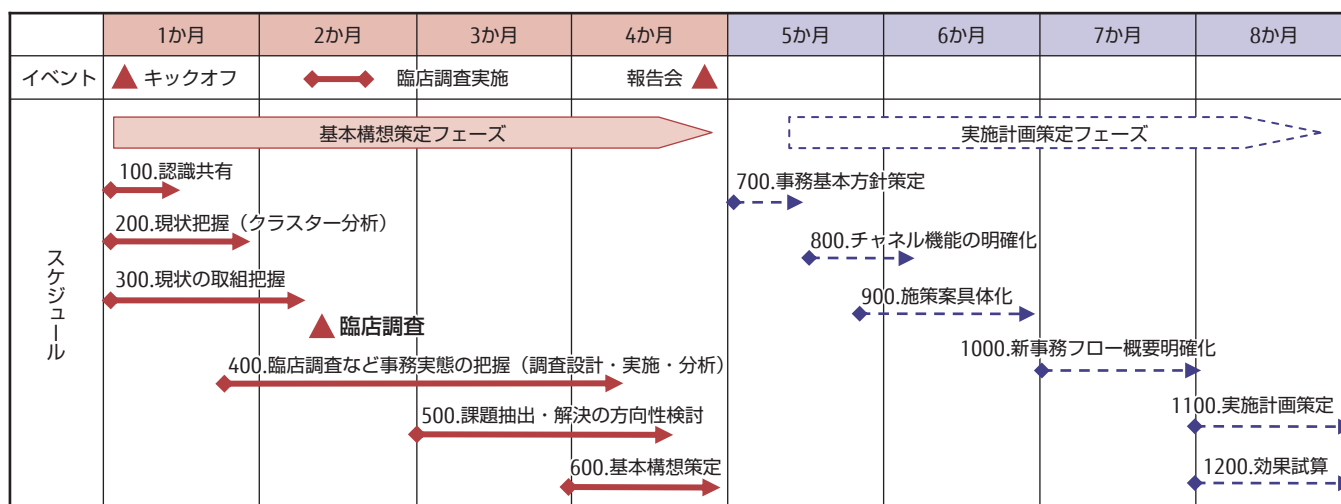 1か月 2か月 3か月 4か月 5か月 6か月 7か月 8か月
イベント キックオフ 臨店調査実施 報告会
スケジュール
基本構想策定フェーズ 実施計画策定フェーズ
100.認識共有
700.事務基本方針策定
200.現状把握（クラスター分析）
800.チャネル機能の明確化
300.現状の取組把握
900.施策案具体化
臨店調査
1000.新事務フロー概要明確化
400.臨店調査など事務実態の把握（調査設計・実施・分析）
1100.実施計画策定
500.課題抽出・解決の方向性検討
600.基本構想策定
1200.効果試算